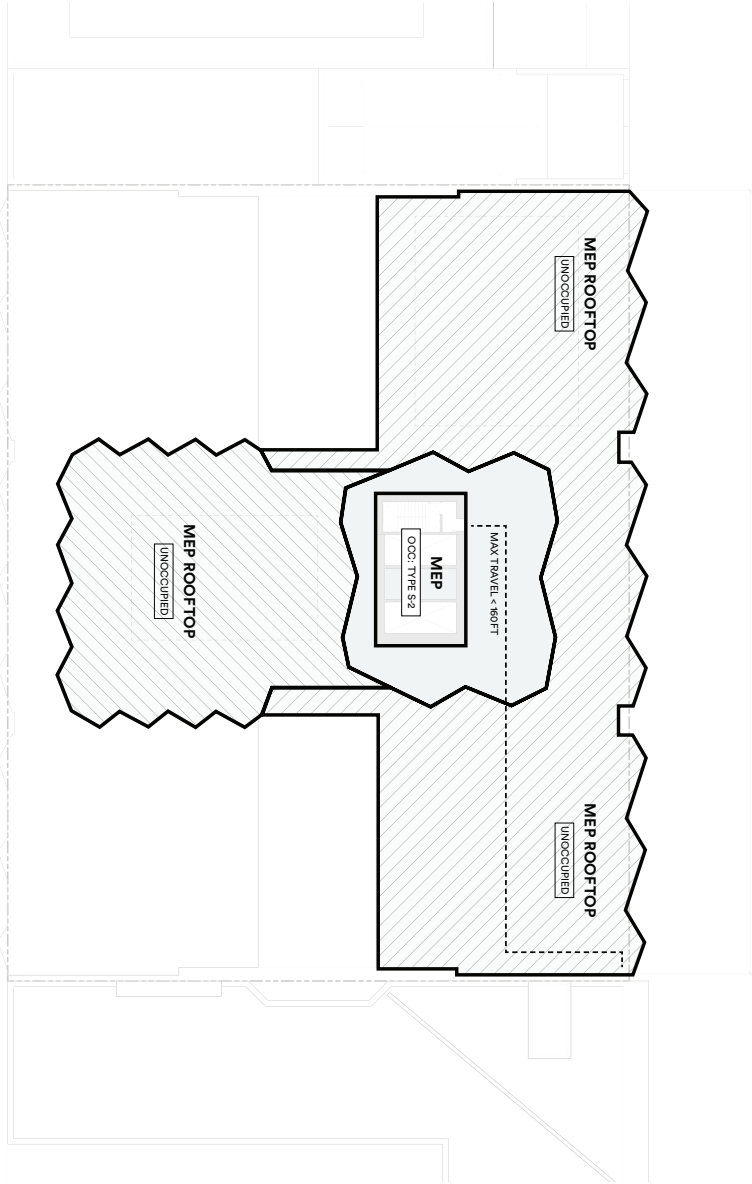 MEP ROOFTOP
UNOCCUPIED
MEP ROOFTOP
UNOCCUPIED
MEP
OCC: TYPE S-2
MAX TRAVEL < 160FT
MEP ROOFTOP
UNOCCUPIED